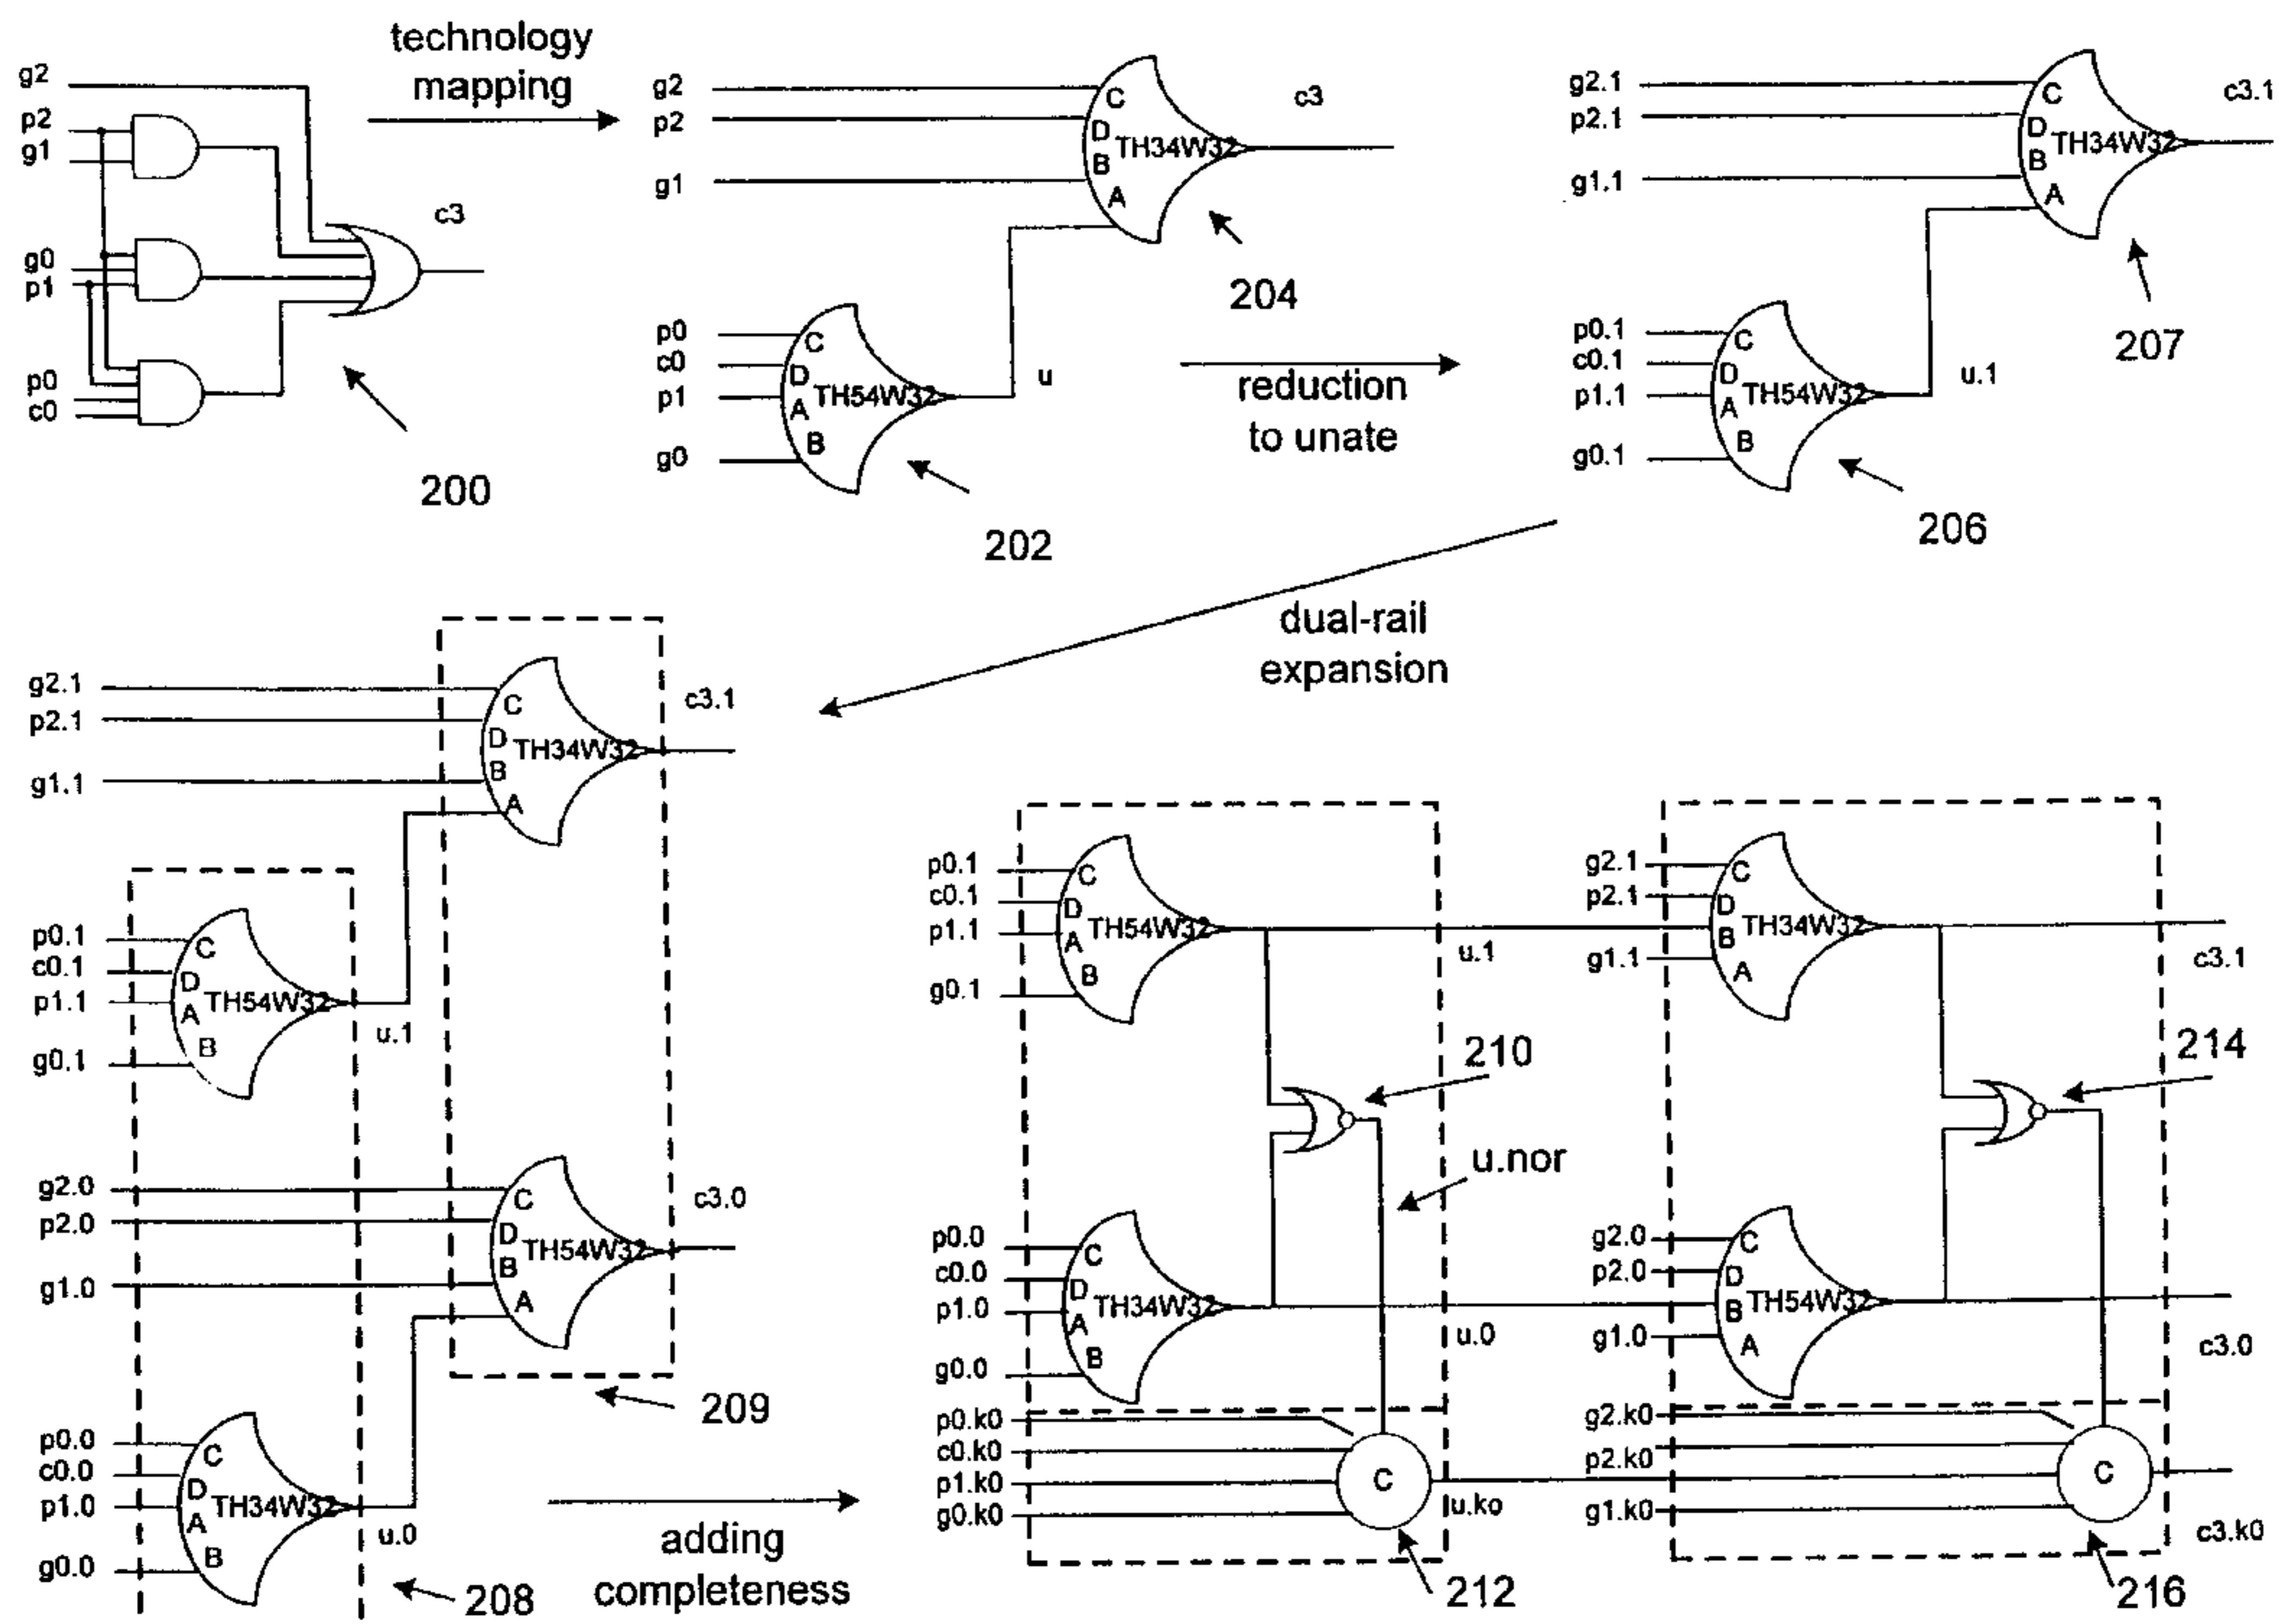 technology
mapping
g2
p2
g1
c3
g0
p1
p0
c0
200
g2
p2
g1
C
D
B
A
TH34W32
c3
204
p0
c0
p1
g0
C
D
A
B
TH54W32
u
202
reduction
to unate
g2.1
p2.1
g1.1
C
D
B
A
TH34W32
c3.1
207
p0.1
c0.1
p1.1
g0.1
C
D
A
B
TH54W32
u.1
206
dual-rail
expansion
g2.1
p2.1
g1.1
C
D
B
A
TH34W32
c3.1
p0.1
c0.1
p1.1
g0.1
C
D
A
B
TH54W32
u.1
g2.0
p2.0
g1.0
C
D
B
A
TH54W32
c3.0
209
p0.0
c0.0
p1.0
g0.0
C
D
A
B
TH34W32
u.0
208
adding
completeness
p0.1
c0.1
p1.1
g0.1
C
D
A
B
TH54W32
u.1
210
u.nor
p0.0
c0.0
p1.0
g0.0
C
D
A
B
TH34W32
u.0
p0.k0
c0.k0
p1.k0
g0.k0
C
u.ko
212
g2.1
p2.1
g1.1
C
D
B
A
TH34W32
c3.1
214
g2.0
p2.0
g1.0
C
D
B
A
TH54W32
c3.0
g2.k0
p2.k0
g1.k0
C
c3.k0
216